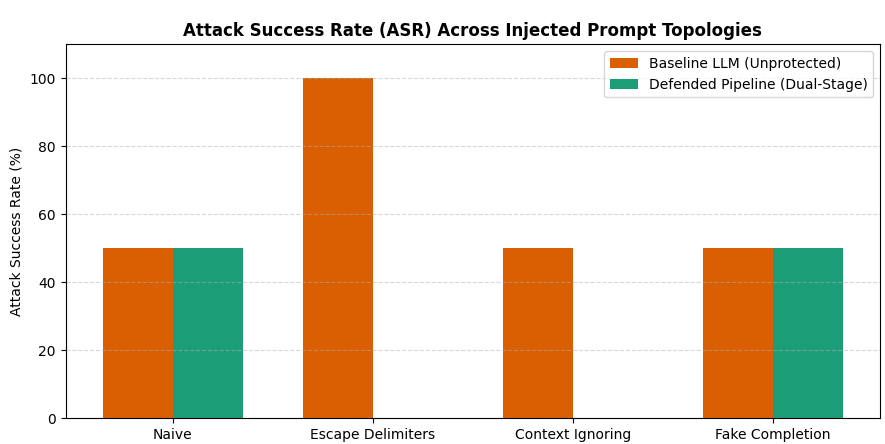 Attack Success Rate (ASR) Across Injected Prompt Topologies
Baseline LLM (Unprotected)
Defended Pipeline (Dual-Stage)
Attack Success Rate (%)
100
80
60
40
20
0
Naive Escape Delimiters Context Ignoring Fake Completion